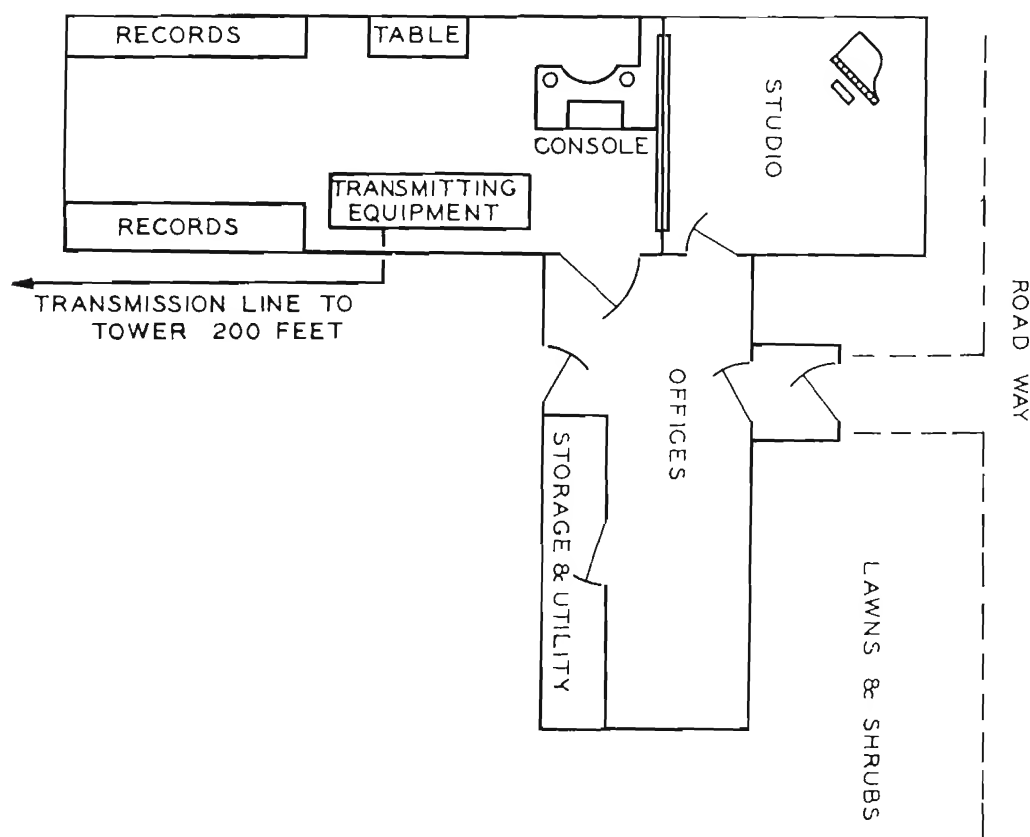 RECORDS
TABLE
STUDIO
CONSOLE
TRANSMITTING
EQUIPMENT
RECORDS
TRANSMISSION LINE TO
TOWER 200 FEET
ROAD WAY
OFFICES
STORAGE & UTILITY
LAWNS & SHRUBS